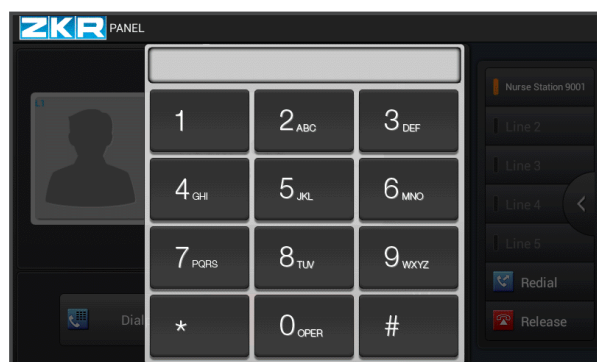 ZKR PANEL
Nurse Station 9001
1
2 ABC
3 DEF
Line 2
Line 3
4 GHI
5 JKL
6 MNO
Line 4
Line 5
7 PQRS
8 TUV
9 WXYZ
Redial
Dial
*
0 OPER
#
Release